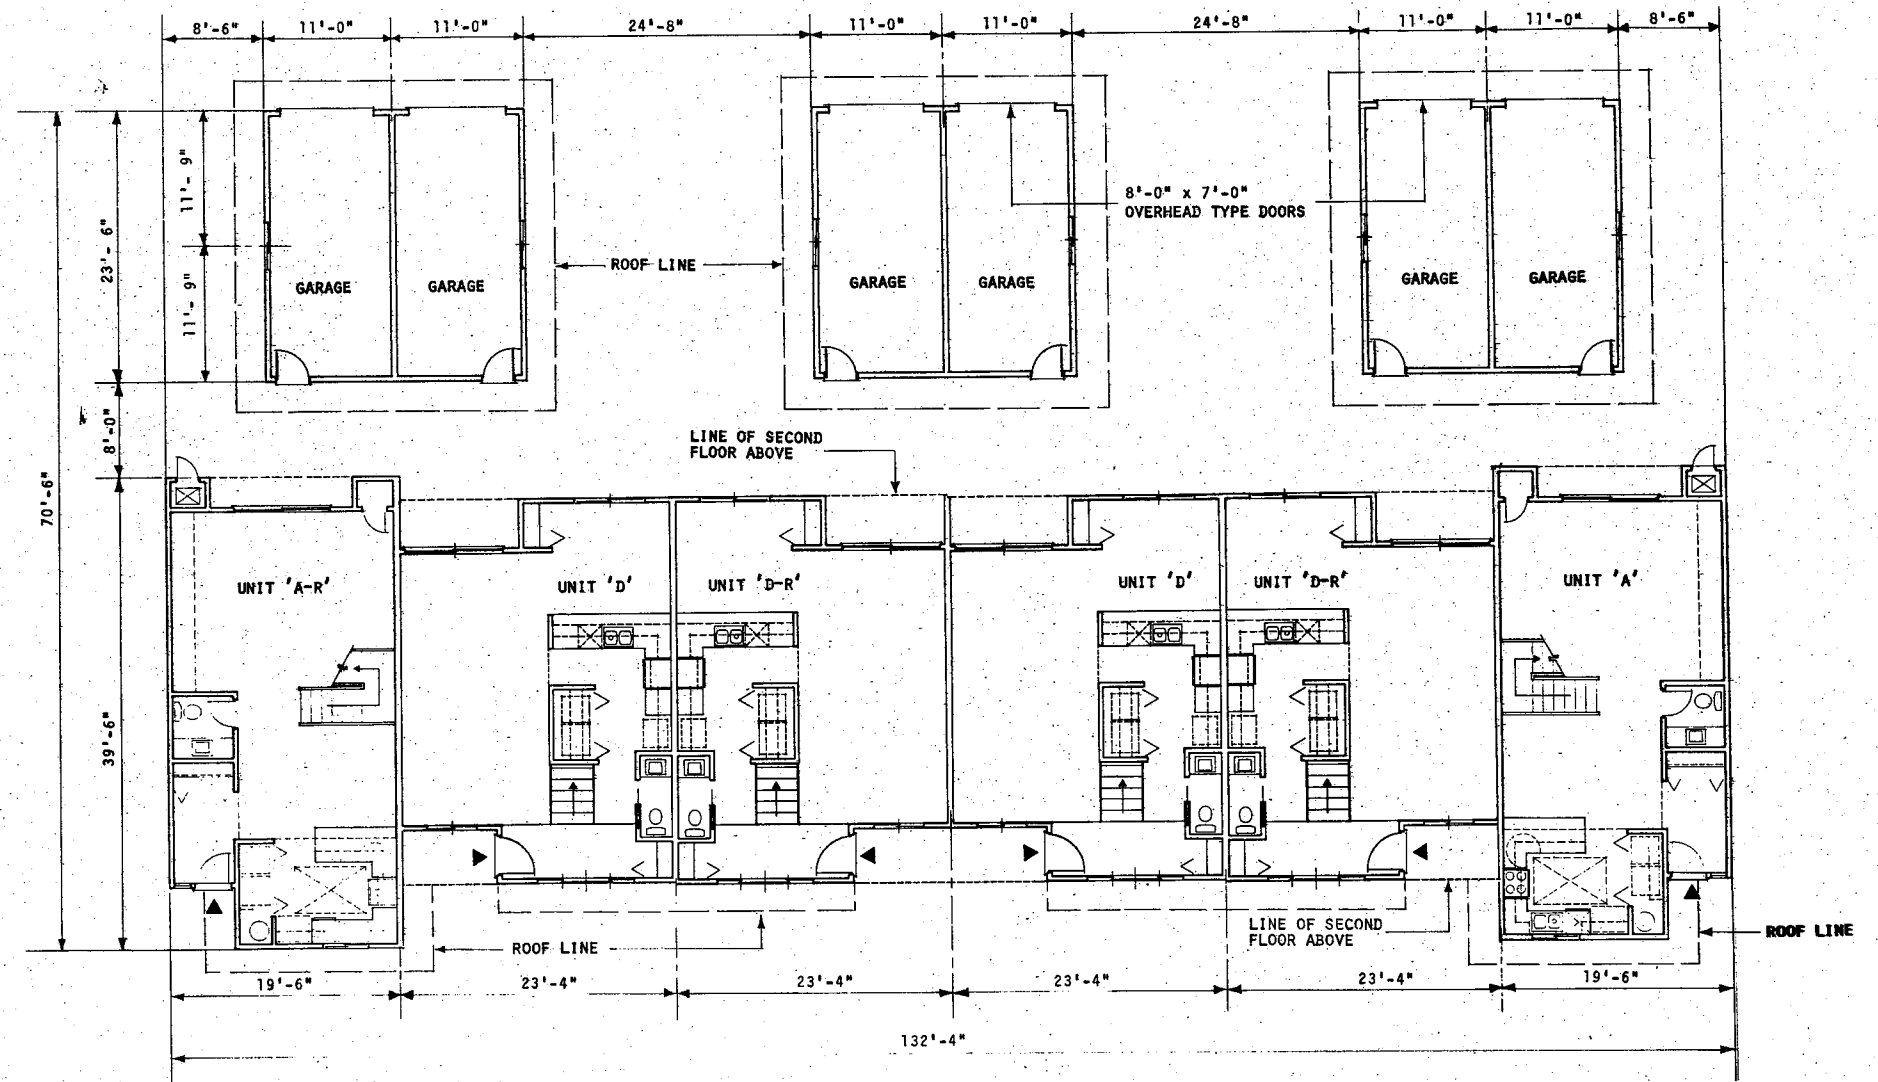 8'-6" 11'-0" 11'-0" 24'-8" 11'-0" 11'-0" 24'-8" 11'-0" 11'-0" 8'-6"
11'- 9"
23'- 6"
8'-0" x 7'-0"
OVERHEAD TYPE DOORS
ROOF LINE
11'- 9"
GARAGE GARAGE GARAGE GARAGE GARAGE GARAGE
8'-0"
LINE OF SECOND
FLOOR ABOVE
70'-6"
UNIT 'A-R' UNIT 'D' UNIT 'D-R' UNIT 'D' UNIT 'D-R' UNIT 'A'
39'-6"
LINE OF SECOND
FLOOR ABOVE
ROOF LINE
ROOF LINE
19'-6" 23'-4" 23'-4" 23'-4" 23'-4" 19'-6"
132'-4"